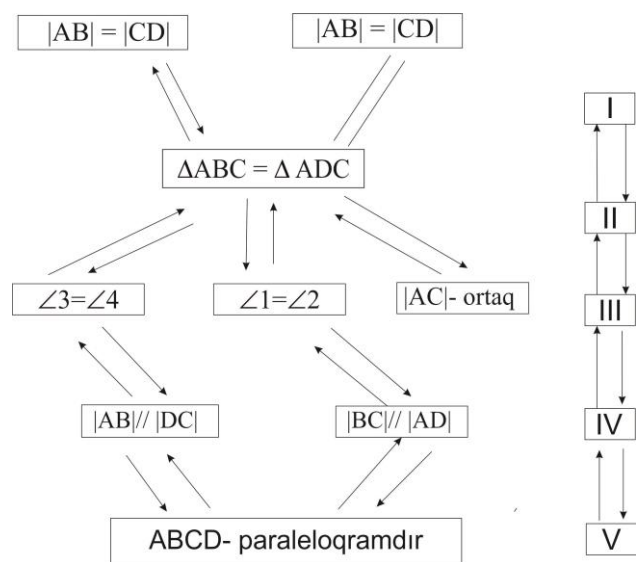 |AB| = |CD|
|AB| = |CD|
ΔABC = Δ ADC
∠3=∠4
∠1=∠2
|AC|- ortaq
|AB|// |DC|
|BC|// |AD|
ABCD- paraleloqramdır
I
II
III
IV
V